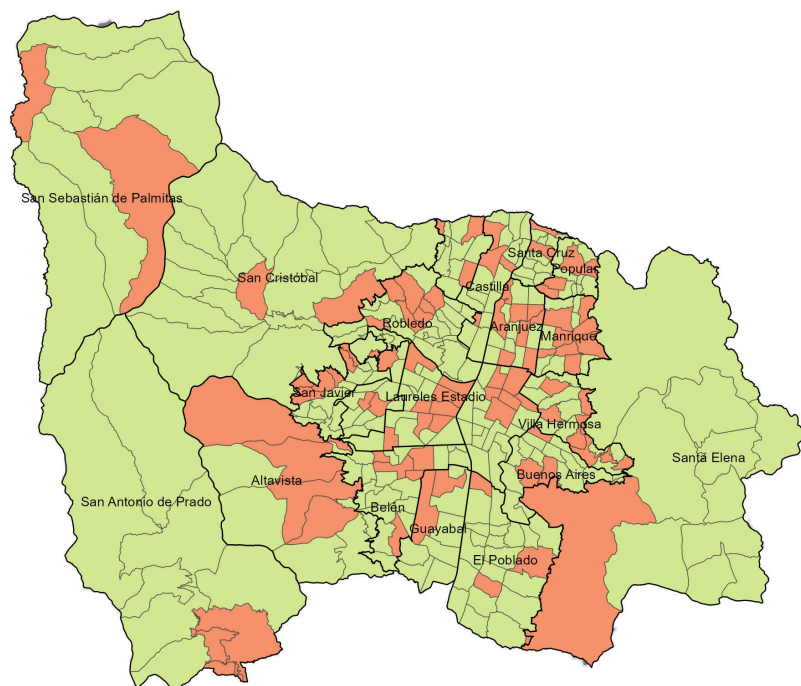 San Sebastián de Palmitas
San Cristóbal
Santa Cruz
Popular
Castilla
Robledo
Aranjuez
Manrique
San Javier
Laureles Estadio
Villa Hermosa
Santa Elena
Altavista
Buenos Aires
San Antonio de Prado
Belén
Guayabal
El Poblado